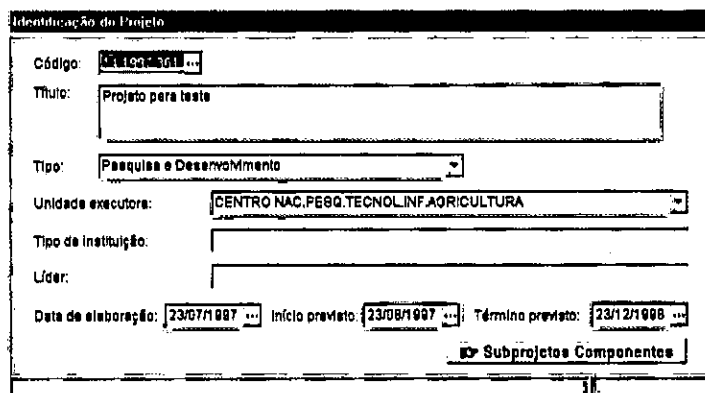 Identificação do Projeto
Código: ...
Título: Projeto para teste
Tipo: Pesquisa e Desenvolvimento
Unidade executora: CENTRO NAC.PESQ.TECNOL.INF.AGRICULTURA
Tipo da instituição:
Líder:
Data de elaboração: 23/07/1997 ... Início previsto: 23/08/1997 ... Término previsto: 23/12/1998 ...
Subprojetos Componentes